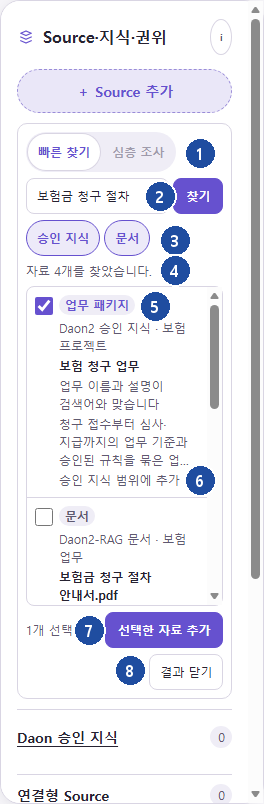 Source·지식·권위
i
+ Source 추가
빠른 찾기 심층 조사 1
보험금 청구 절차 2 찾기
승인 지식 문서 3
자료 4개를 찾았습니다. 4
업무 패키지 5
Daon2 승인 지식 · 보험
프로젝트
보험 청구 업무
업무 이름과 설명이
검색어와 맞습니다
청구 접수부터 심사·
지급까지의 업무 기준과
승인된 규칙을 묶은 업...
승인 지식 범위에 추가 6
문서
Daon2-RAG 문서 · 보험
업무
보험금 청구 절차
안내서.pdf
1개 선택 7 선택한 자료 추가
8 결과 닫기
Daon 승인 지식 0
연결형 Source 0